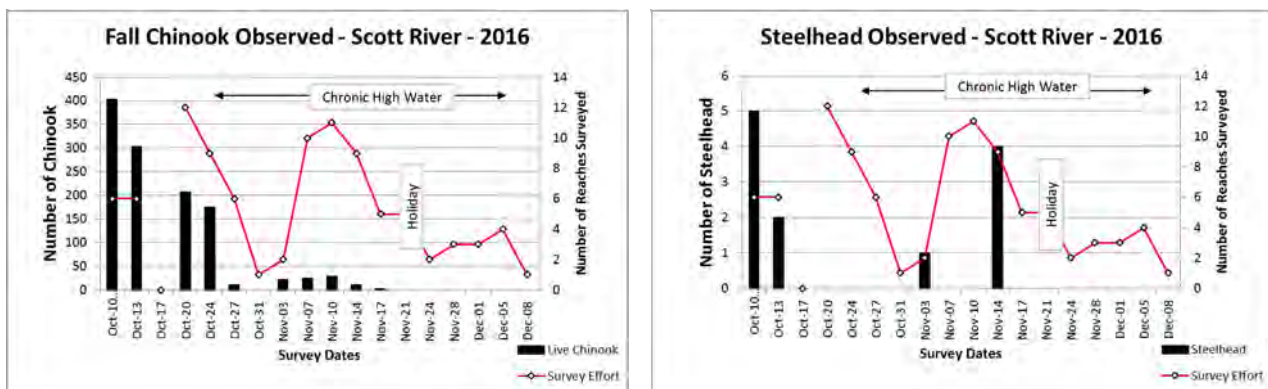 Fall Chinook Observed - Scott River - 2016
Number of Chinook
450
400
350
300
250
200
150
100
50
0
Chronic High Water
Holiday
14
12
10
8
6
4
2
0
Number of Reaches Surveyed
Oct-10
Oct-13
Oct-17
Oct-20
Oct-24
Oct-27
Oct-31
Nov-03
Nov-07
Nov-10
Nov-14
Nov-17
Nov-21
Nov-24
Nov-28
Dec-01
Dec-05
Dec-08
Survey Dates
Live Chinook
Survey Effort
Steelhead Observed - Scott River - 2016
Number of Steelhead
6
5
4
3
2
1
0
Chronic High Water
Holiday
14
12
10
8
6
4
2
0
Number of Reaches Surveyed
Oct-10
Oct-13
Oct-17
Oct-20
Oct-24
Oct-27
Oct-31
Nov-03
Nov-07
Nov-10
Nov-14
Nov-17
Nov-21
Nov-24
Nov-28
Dec-01
Dec-05
Dec-08
Survey Dates
Steelhead
Survey Effort